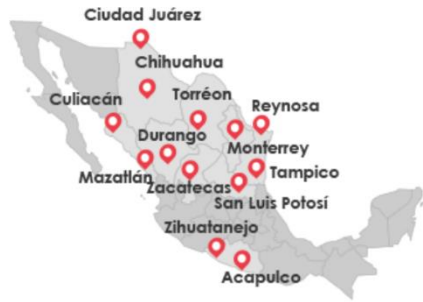 Ciudad Juárez
Chihuahua
Culiacán
Torréon
Reynosa
Durango
Monterrey
Mazatlán
Tampico
Zacatecas
San Luis Potosí
Zihuatanejo
Acapulco